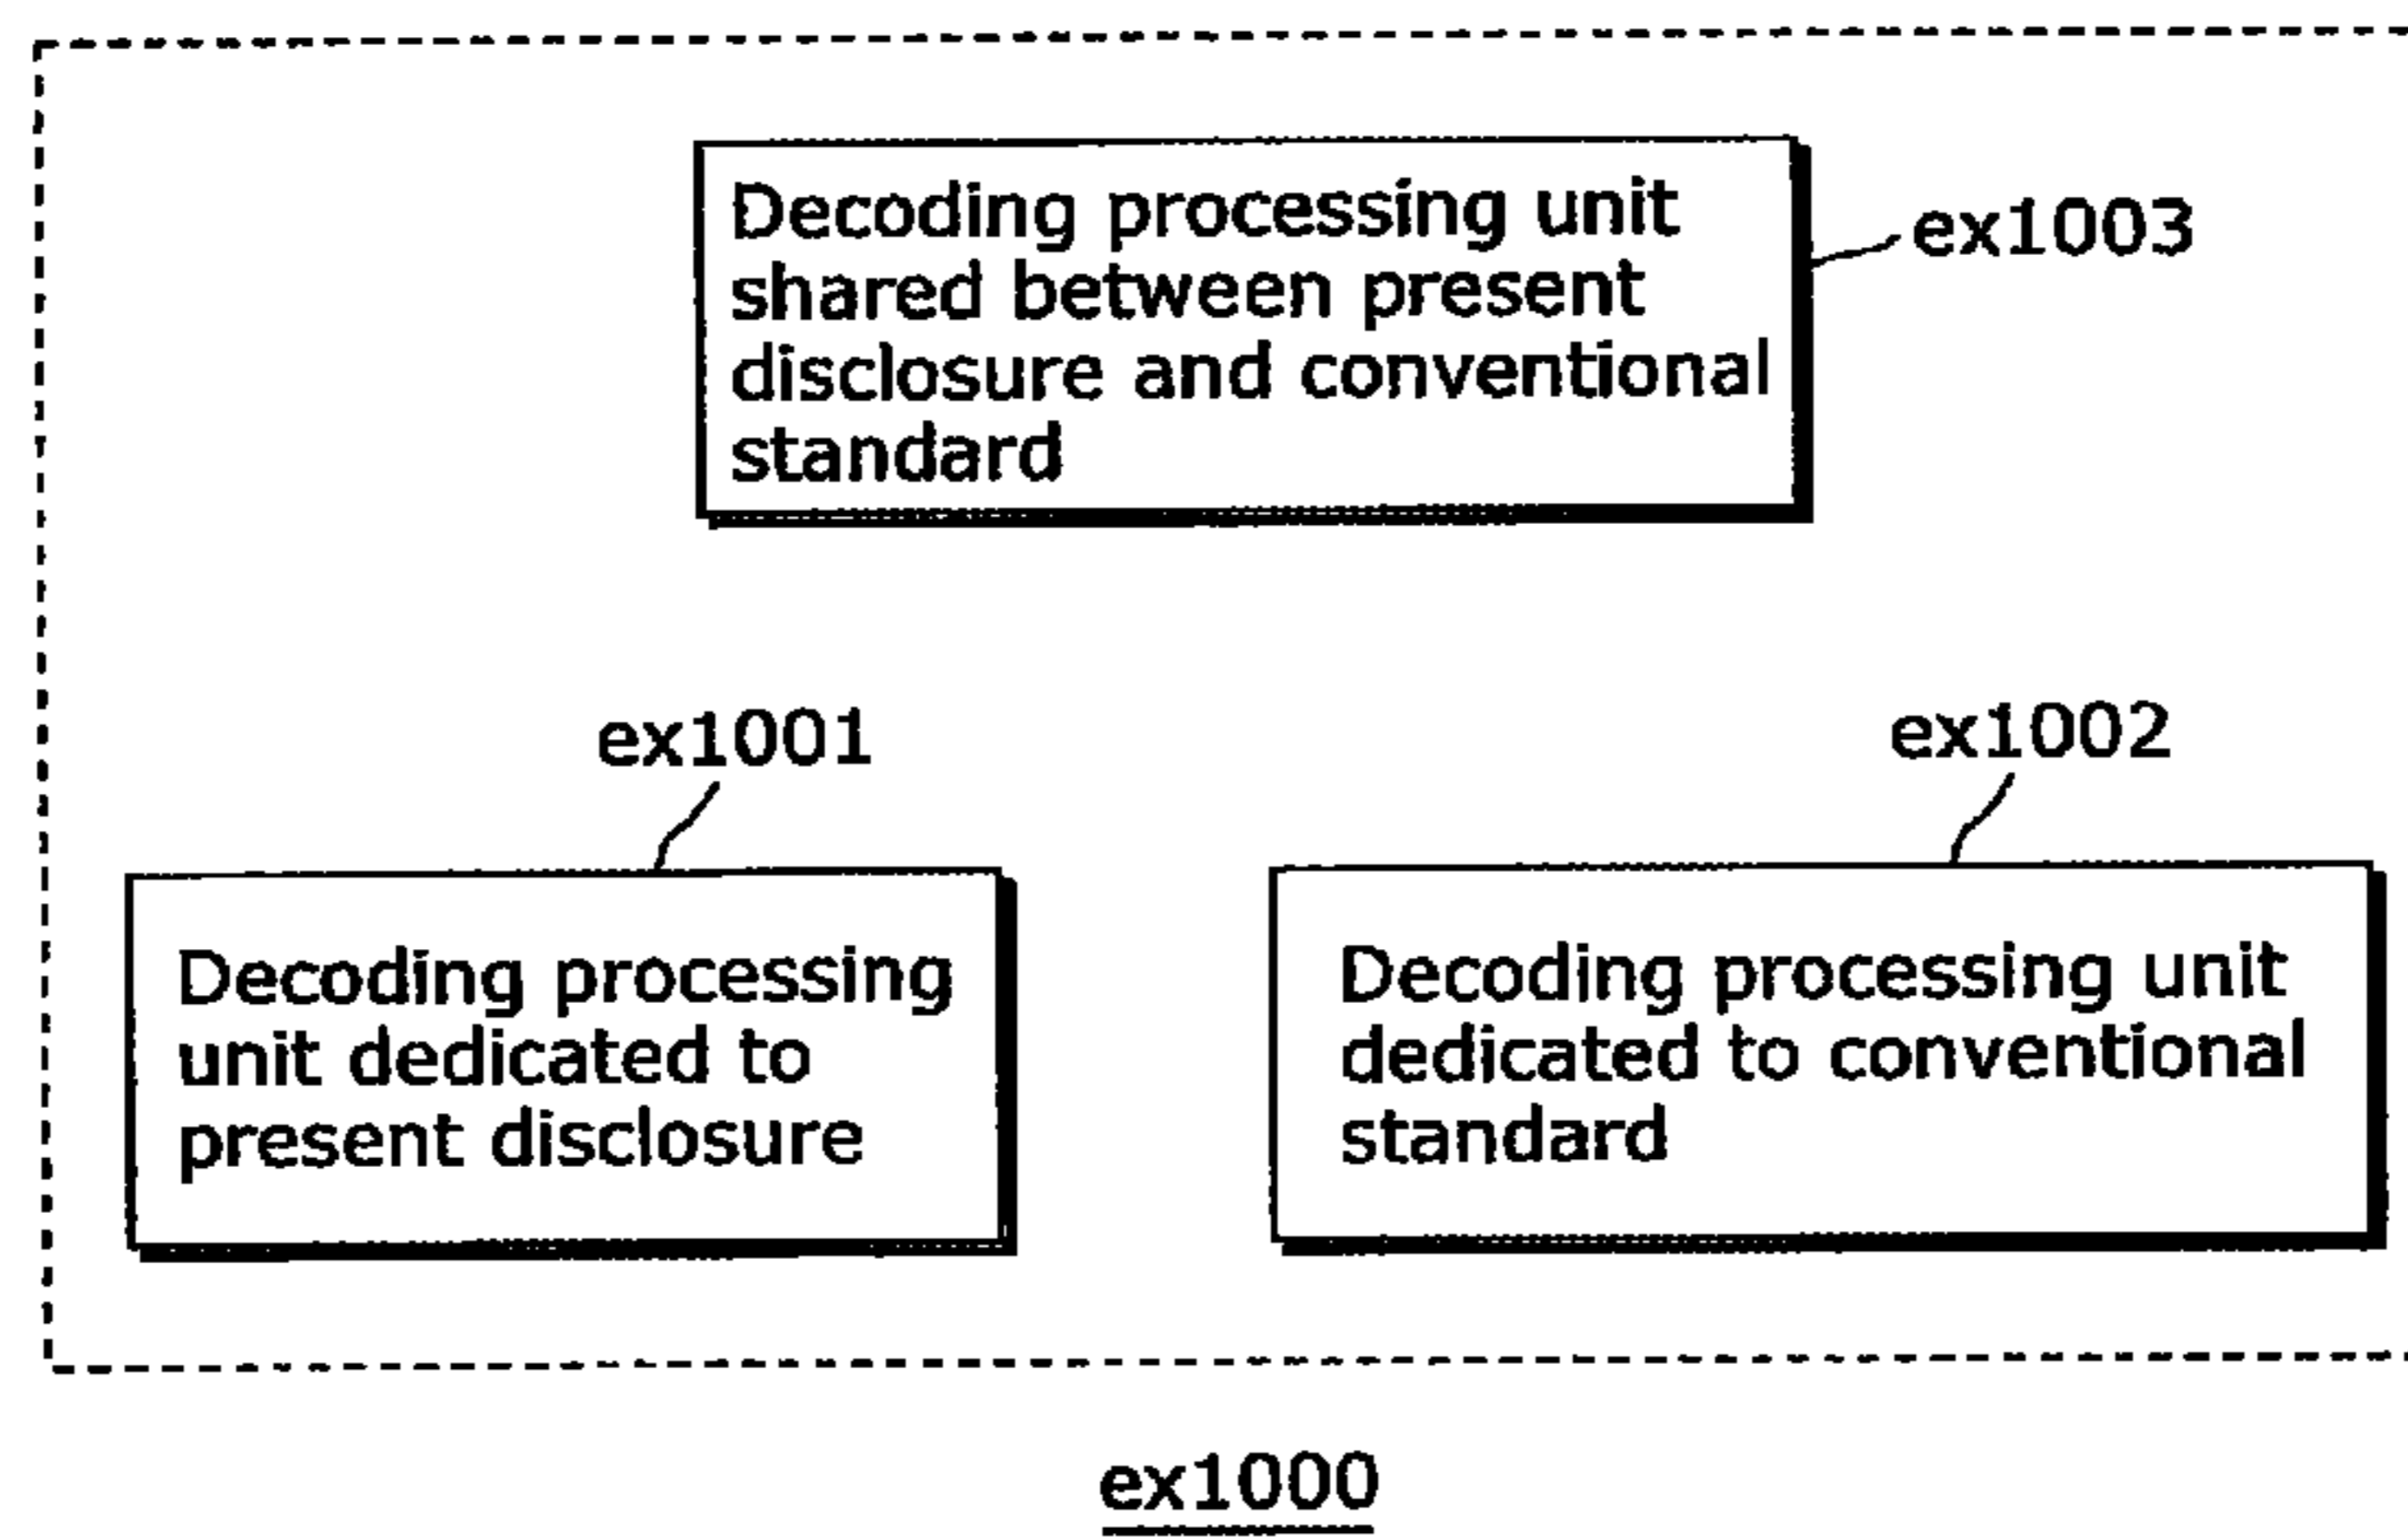 Decoding processing unit
shared between present
disclosure and conventional
standard
ex1003
ex1001
ex1002
Decoding processing
unit dedicated to
present disclosure
Decoding processing unit
dedicated to conventional
standard
ex1000